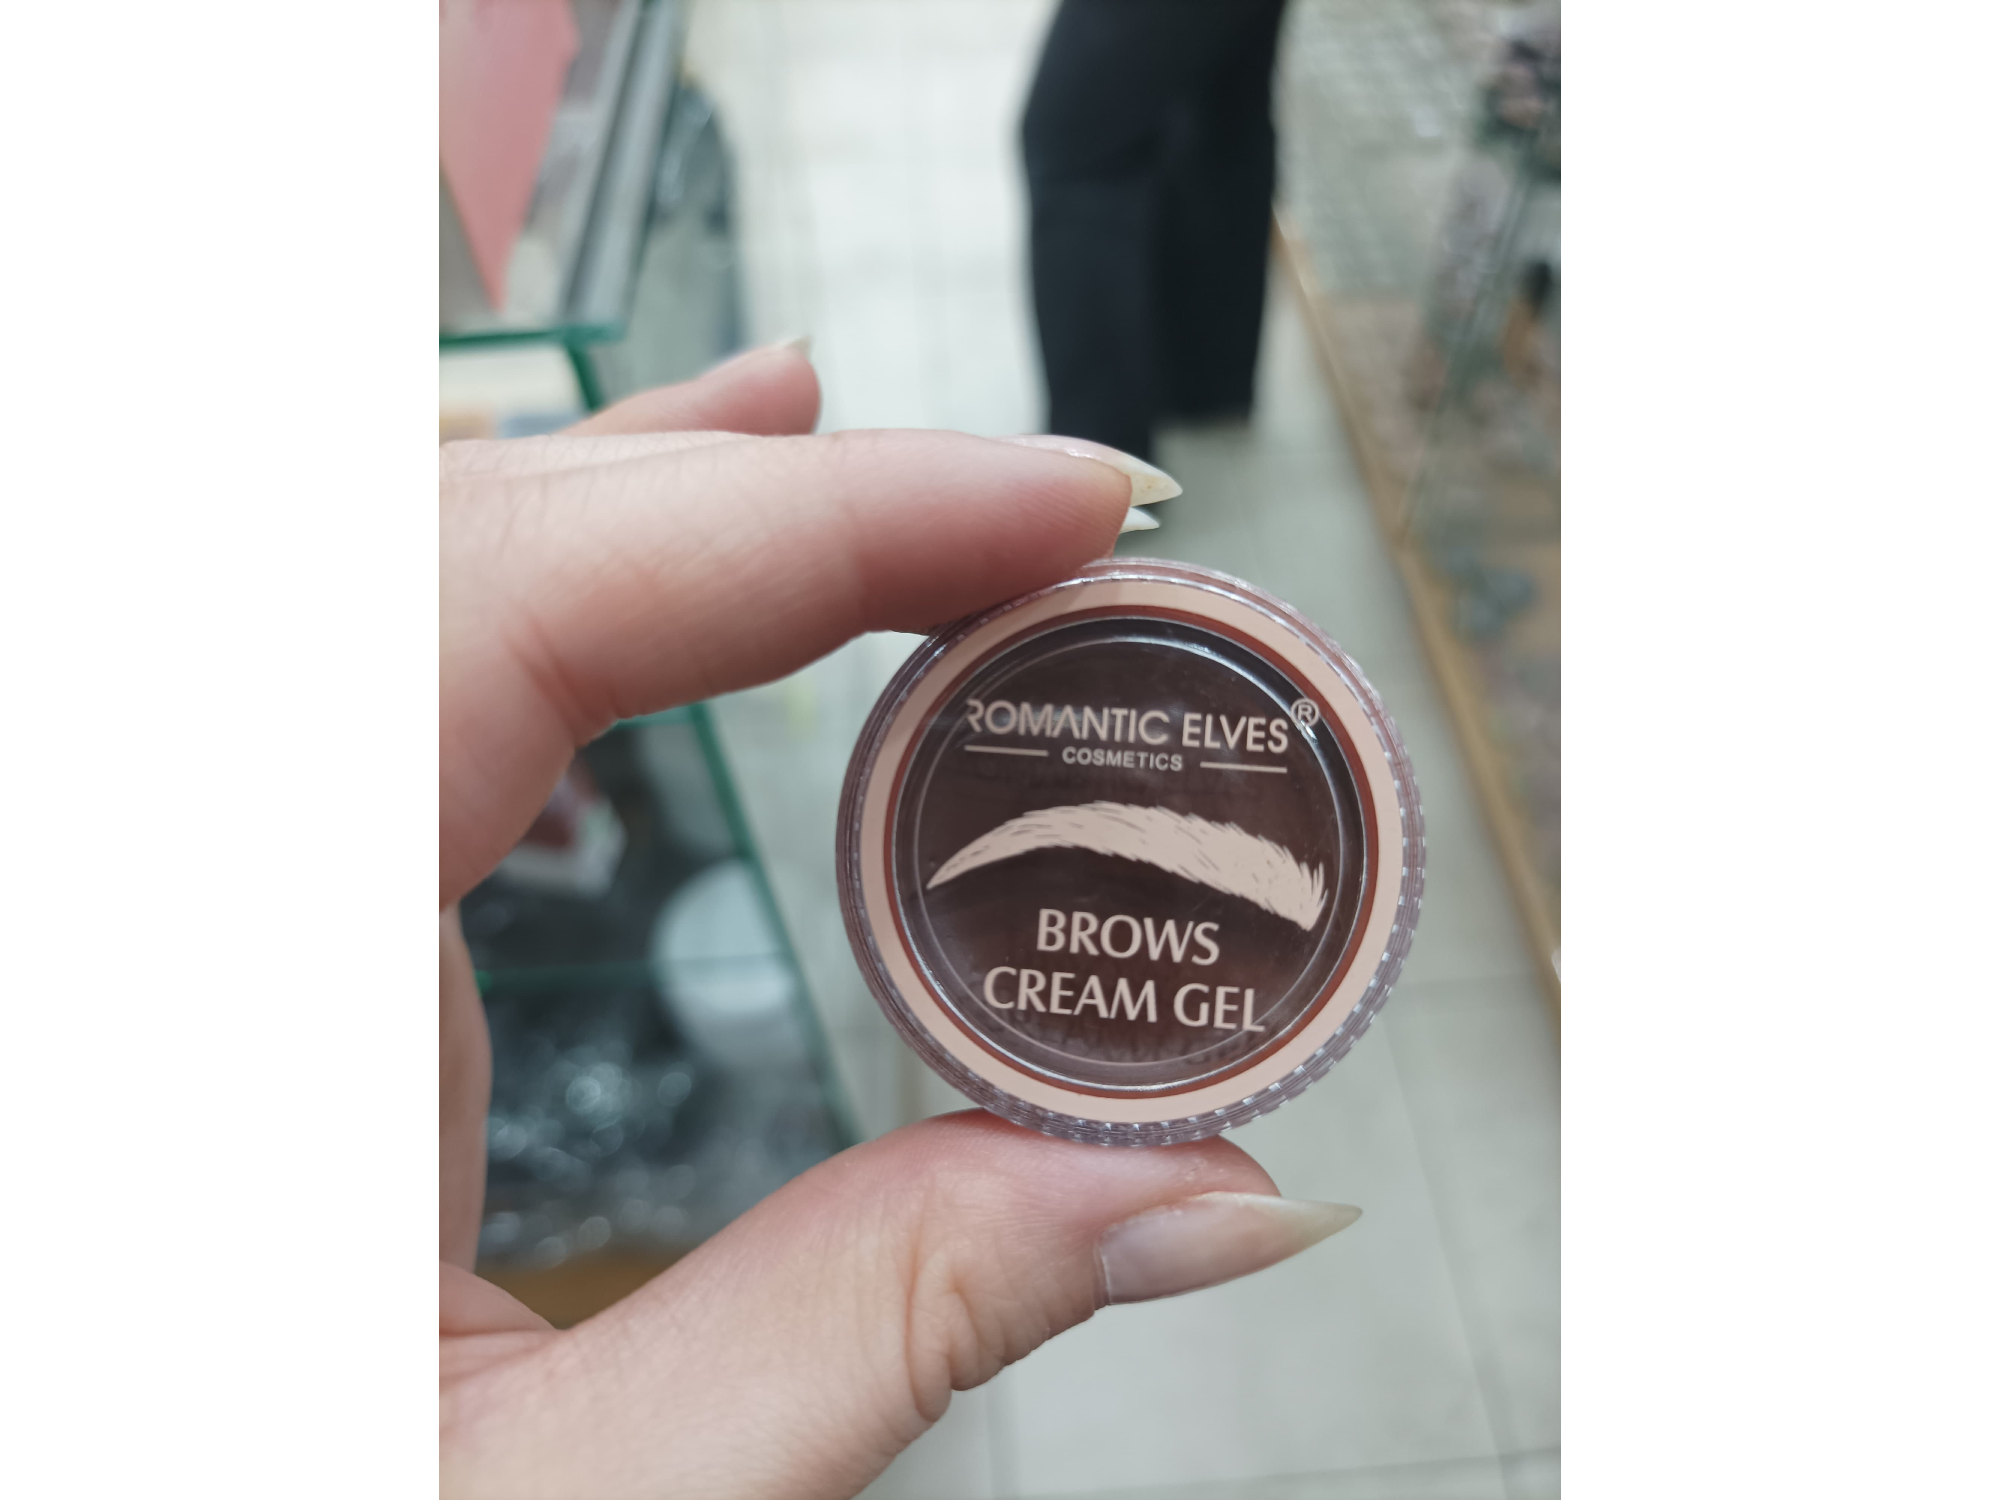 ROMANTIC ELVES®
COSMETICS
BROWS
CREAM GEL